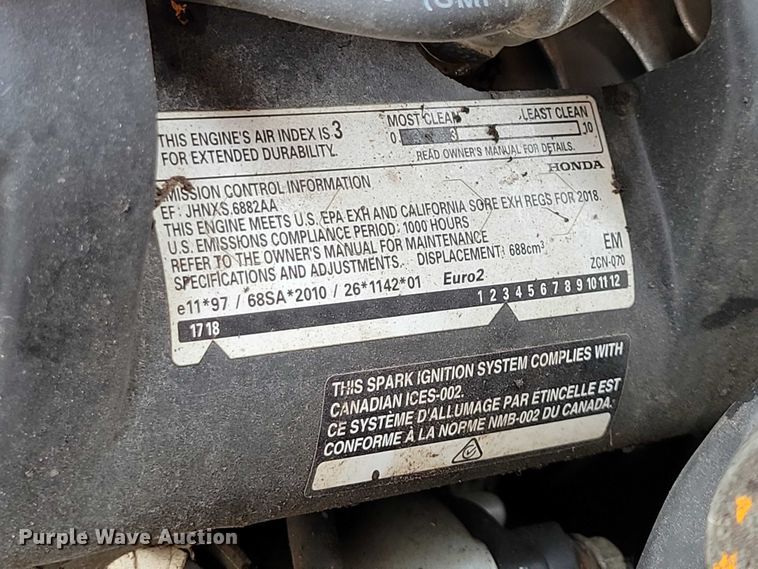 THIS ENGINE'S AIR INDEX IS 3
FOR EXTENDED DURABILITY.
MOST CLEAN LEAST CLEAN
0 3 10
READ OWNER'S MANUAL FOR DETAILS.
HONDA
EMISSION CONTROL INFORMATION
EF: JHNXS.6882AA
THIS ENGINE MEETS U.S. EPA EXH AND CALIFORNIA SORE EXH REGS FOR 2018.
U.S. EMISSIONS COMPLIANCE PERIOD: 1000 HOURS
REFER TO THE OWNER'S MANUAL FOR MAINTENANCE
SPECIFICATIONS AND ADJUSTMENTS. DISPLACEMENT: 688cm³
EM
ZCN-Q70
e11*97 / 68SA*2010 / 26*1142*01 Euro2
17 18 1 2 3 4 5 6 7 8 9 10 11 12
THIS SPARK IGNITION SYSTEM COMPLIES WITH
CANADIAN ICES-002.
CE SYSTÈME D'ALLUMAGE PAR ÉTINCELLE EST
CONFORME À LA NORME NMB-002 DU CANADA.
Purple Wave Auction